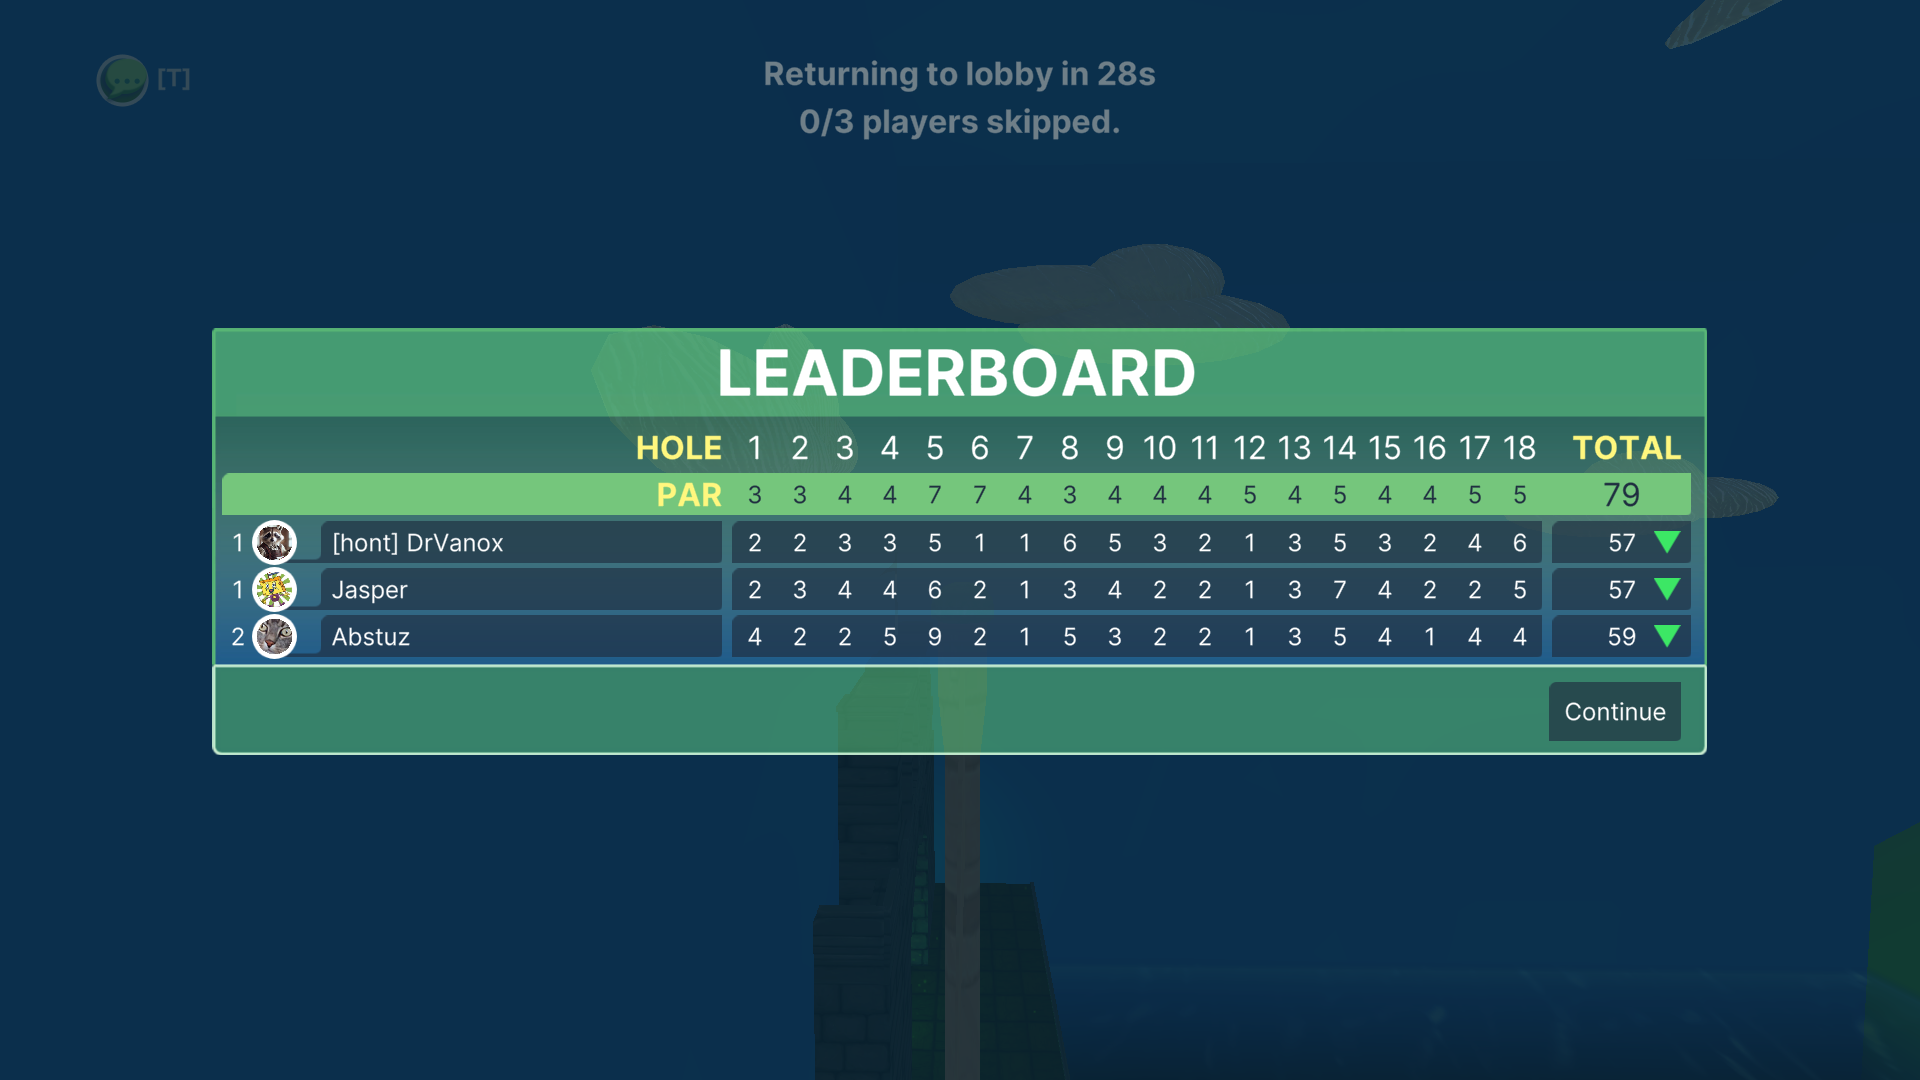 [T]
Returning to lobby in 28s
0/3 players skipped.
LEADERBOARD
HOLE 1 2 3 4 5 6 7 8 9 10 11 12 13 14 15 16 17 18 TOTAL
PAR 3 3 4 4 7 7 4 3 4 4 4 5 4 5 4 4 5 5 79
1 [hont] DrVanox 2 2 3 3 5 1 1 6 5 3 2 1 3 5 3 2 4 6 57
1 Jasper 2 3 4 4 6 2 1 3 4 2 2 1 3 7 4 2 2 5 57
2 Abstuz 4 2 2 5 9 2 1 5 3 2 2 1 3 5 4 1 4 4 59
Continue